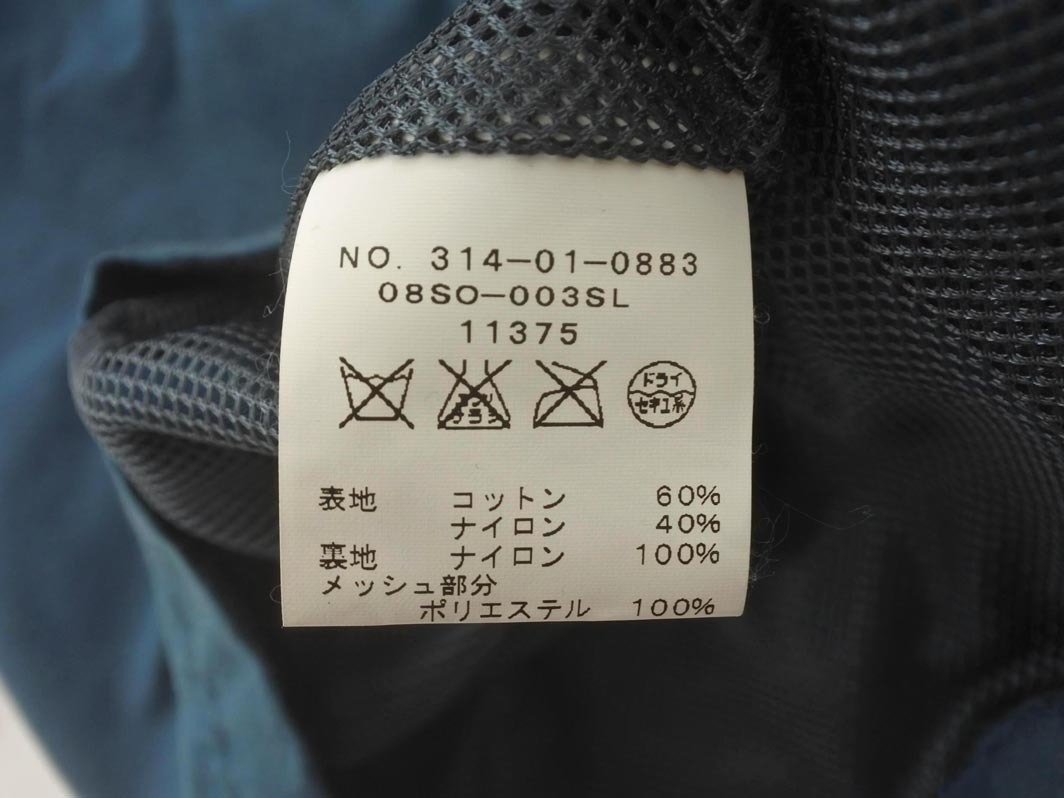 NO. 314-01-0883
08SO-003SL
11375
ドライ
セキユ系
表地 コットン 60%
ナイロン 40%
裏地 ナイロン 100%
メッシュ部分
ポリエステル 100%